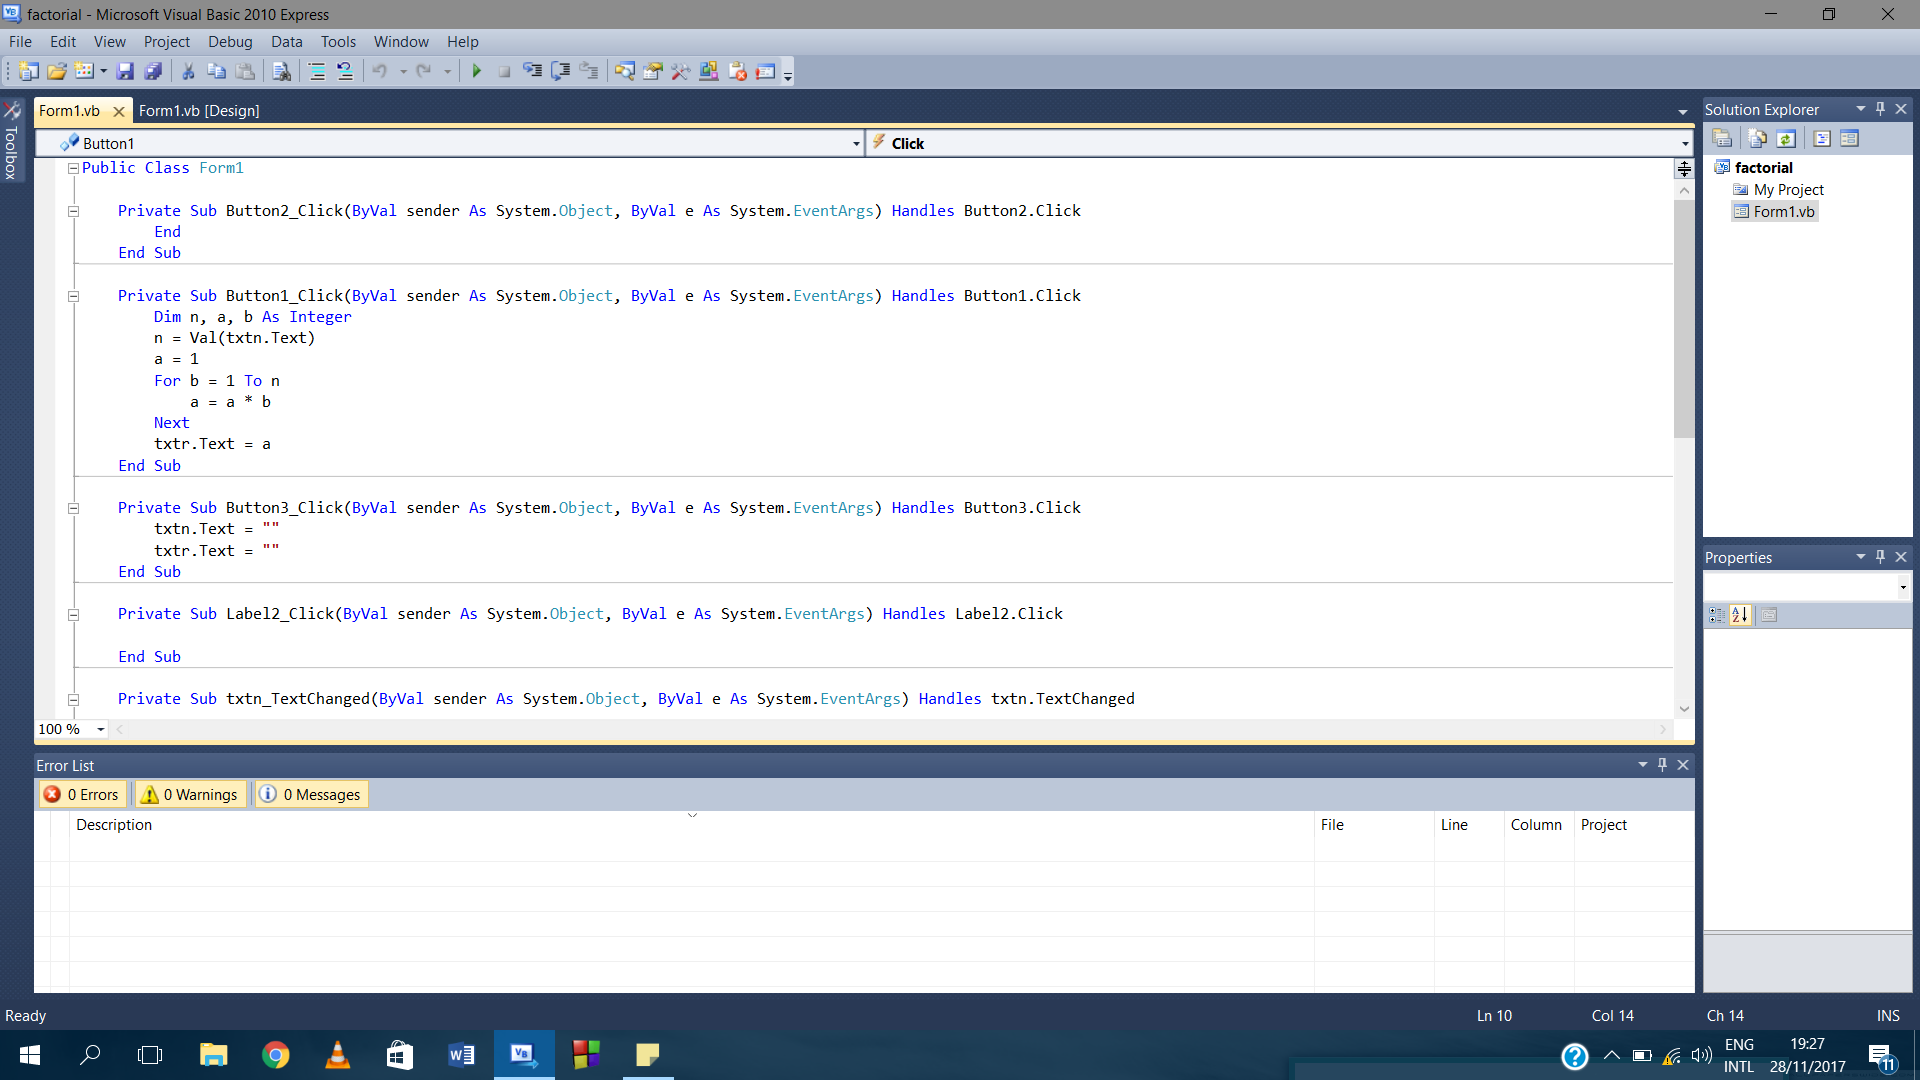 factorial - Microsoft Visual Basic 2010 Express
File Edit View Project Debug Data Tools Window Help
Toolbox
Form1.vb Form1.vb [Design]
Button1 Click
Public Class Form1
Private Sub Button2_Click(ByVal sender As System.Object, ByVal e As System.EventArgs) Handles Button2.Click
End
End Sub
Private Sub Button1_Click(ByVal sender As System.Object, ByVal e As System.EventArgs) Handles Button1.Click
Dim n, a, b As Integer
n = Val(txtn.Text)
a = 1
For b = 1 To n
a = a * b
Next
txtr.Text = a
End Sub
Private Sub Button3_Click(ByVal sender As System.Object, ByVal e As System.EventArgs) Handles Button3.Click
txtn.Text = ""
txtr.Text = ""
End Sub
Private Sub Label2_Click(ByVal sender As System.Object, ByVal e As System.EventArgs) Handles Label2.Click
End Sub
Private Sub txtn_TextChanged(ByVal sender As System.Object, ByVal e As System.EventArgs) Handles txtn.TextChanged
100 %
Solution Explorer
factorial
My Project
Form1.vb
Properties
Error List
0 Errors 0 Warnings 0 Messages
Description File Line Column Project
Ready Ln 10 Col 14 Ch 14 INS
ENG
INTL
19:27
28/11/2017
11